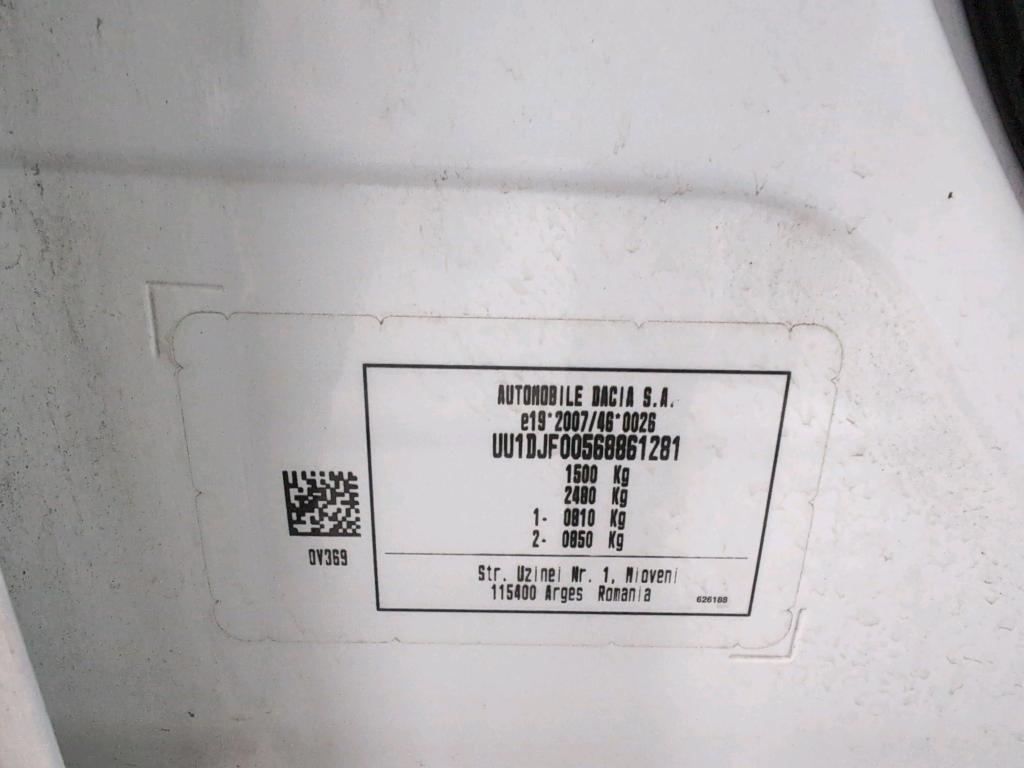 AUTOMOBILE DACIA S.A.
e19*2007/46*0026
UU1DJF00568861281
1500 Kg
2480 Kg
1- 0810 Kg
2- 0850 Kg
0V369
Str. Uzinei Nr. 1, Mioveni
115400 Arges Romania
626188